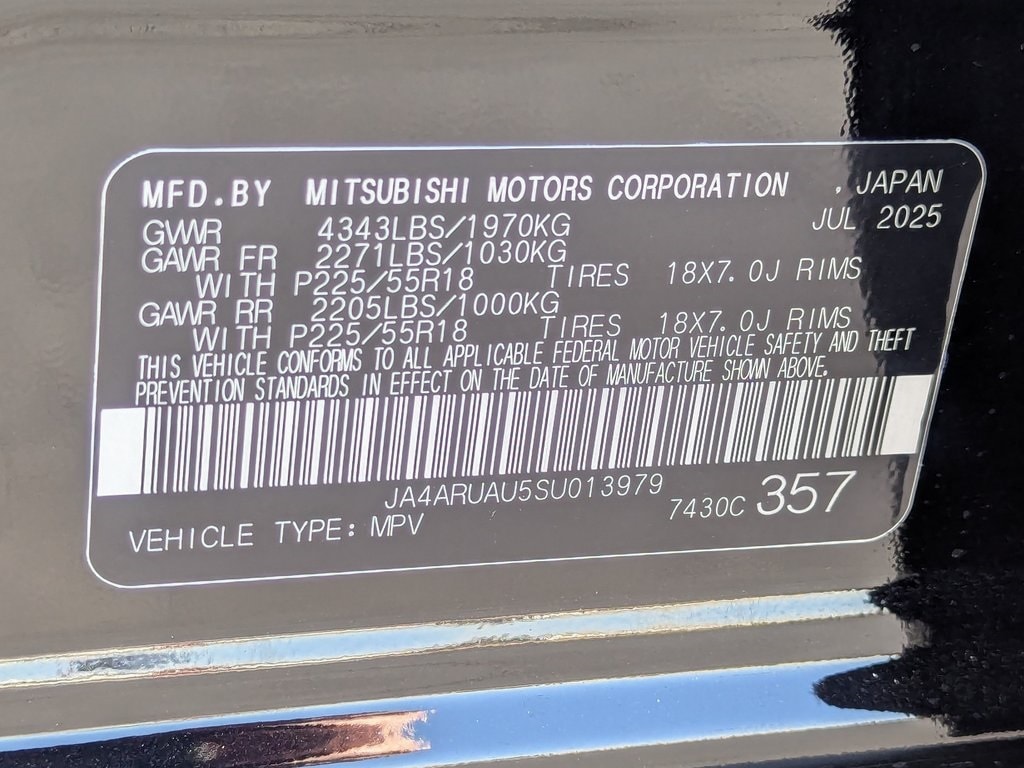 MFD.BY MITSUBISHI MOTORS CORPORATION , JAPAN
GVWR 4343LBS/1970KG JUL 2025
GAWR FR 2271LBS/1030KG
WITH P225/55R18 TIRES 18X7.0J RIMS
GAWR RR 2205LBS/1000KG
WITH P225/55R18 TIRES 18X7.0J RIMS
THIS VEHICLE CONFORMS TO ALL APPLICABLE FEDERAL MOTOR VEHICLE SAFETY AND THEFT
PREVENTION STANDARDS IN EFFECT ON THE DATE OF MANUFACTURE SHOWN ABOVE.
JA4ARUAU5SU013979
7430C 357
VEHICLE TYPE: MPV